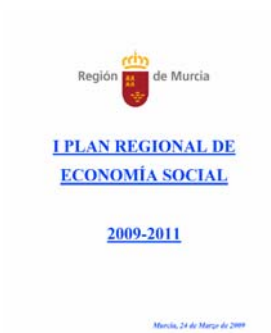 Región de Murcia
I PLAN REGIONAL DE
ECONOMÍA SOCIAL
2009-2011
Murcia, 24 de Marzo de 2009